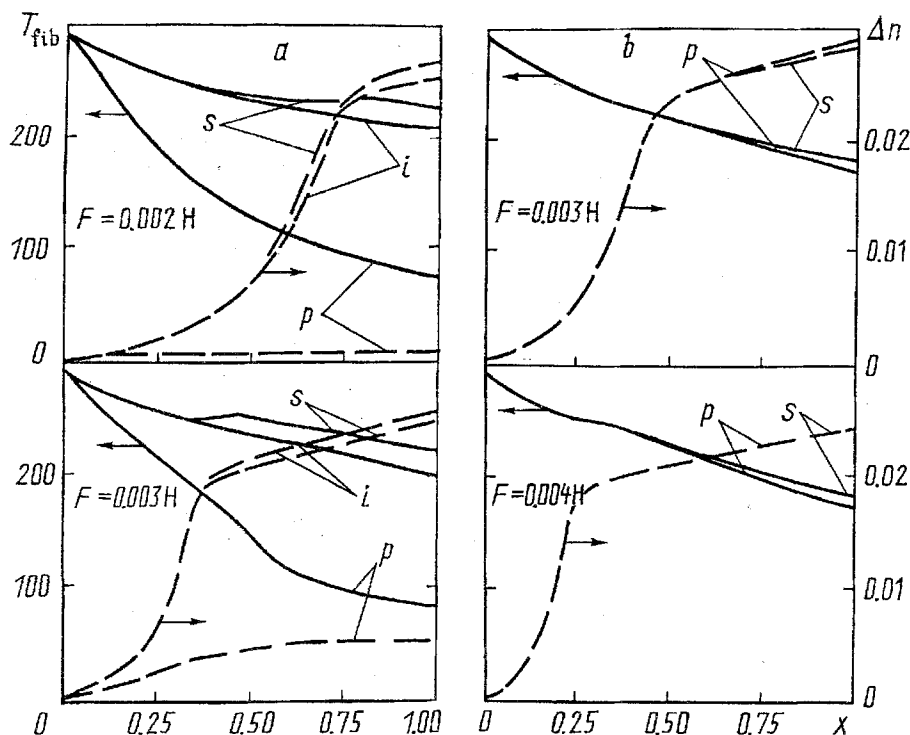 T_fib a b Δn
200 s i F = 0.002 H 100 p 0
p s F = 0.003 H 0.02 0.01 0
200 s i F = 0.003 H 100 p
p s F = 0.004 H 0.02 0.01 0
0 0.25 0.50 0.75 1.00 0 0.25 0.50 0.75 x